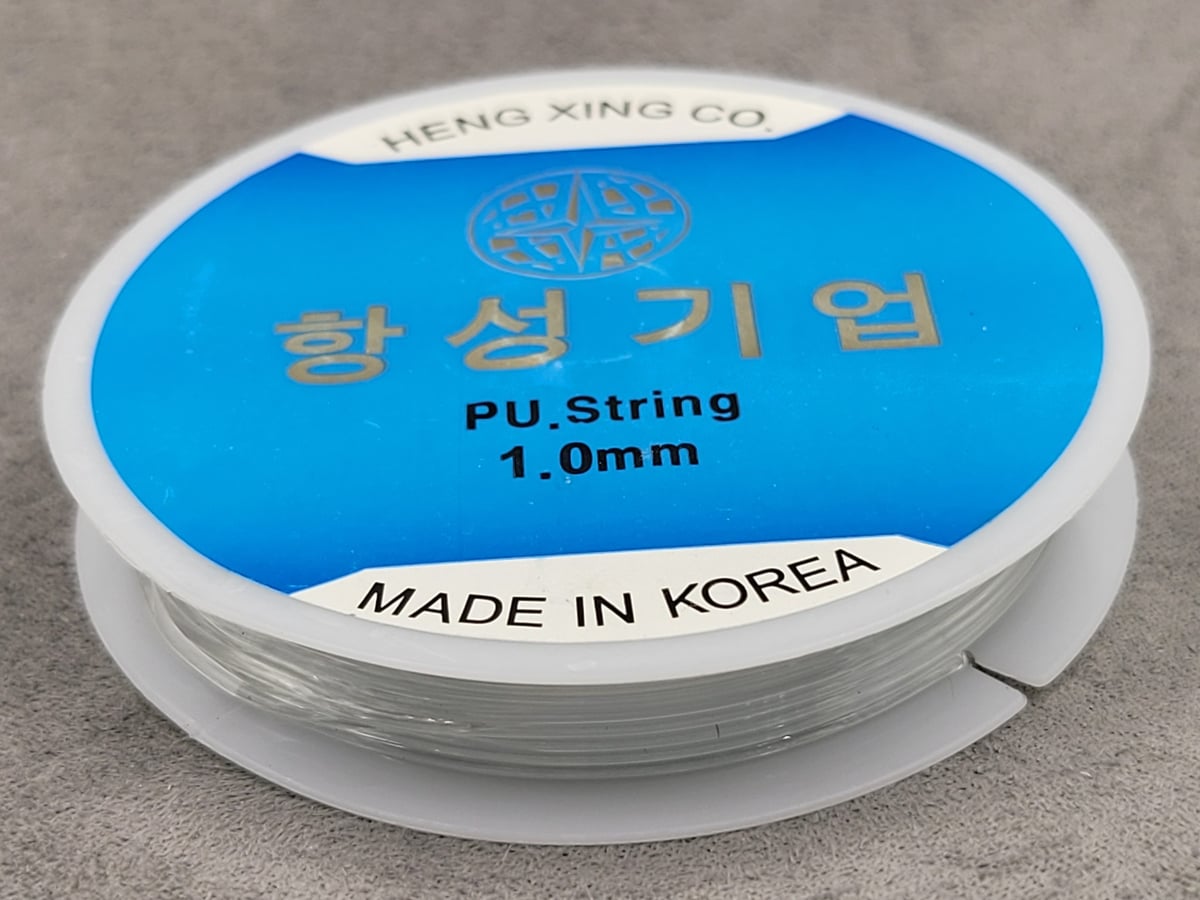 HENG XING CO.
항성기업
PU.String
1.0mm
MADE IN KOREA